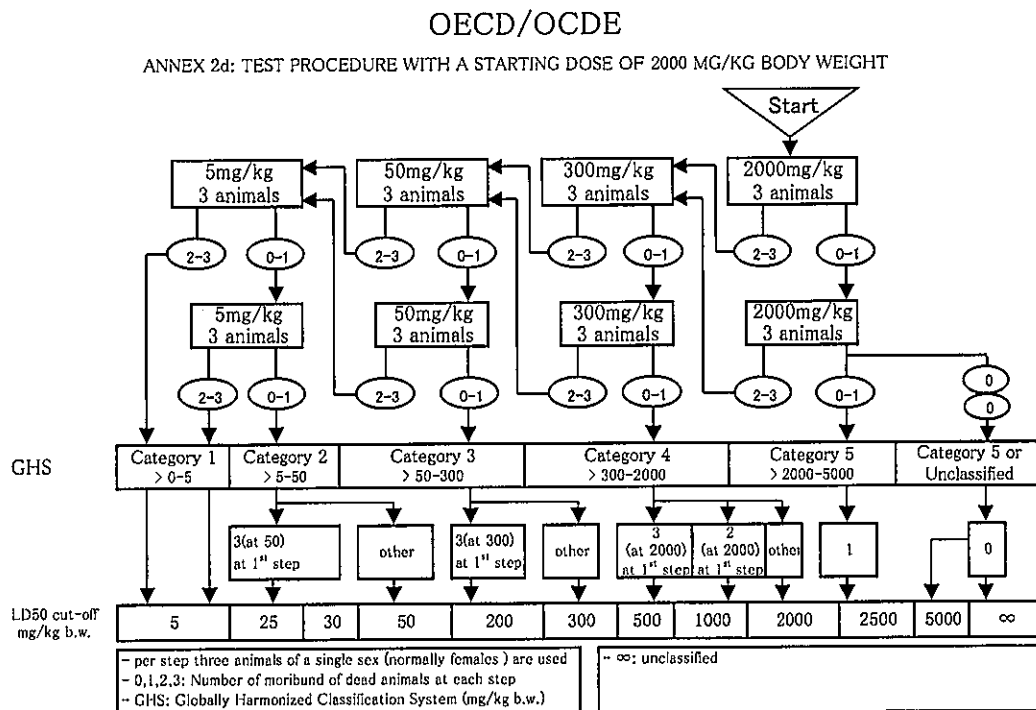 OECD/OCDE
ANNEX 2d: TEST PROCEDURE WITH A STARTING DOSE OF 2000 MG/KG BODY WEIGHT
Start
5mg/kg
3 animals
50mg/kg
3 animals
300mg/kg
3 animals
2000mg/kg
3 animals
2-3
0-1
2-3
0-1
2-3
0-1
2-3
0-1
5mg/kg
3 animals
50mg/kg
3 animals
300mg/kg
3 animals
2000mg/kg
3 animals
2-3
0-1
2-3
0-1
2-3
0-1
2-3
0-1
0
0
GHS
Category 1
> 0-5
Category 2
> 5-50
Category 3
> 50-300
Category 4
> 300-2000
Category 5
> 2000-5000
Category 5 or
Unclassified
3(at 50)
at 1st step
other
3(at 300)
at 1st step
other
3
(at 2000)
at 1st step
2
(at 2000)
at 1st step
other
1
0
LD50 cut-off
mg/kg b.w.
5
25
30
50
200
300
500
1000
2000
2500
5000
∞
- per step three animals of a single sex (normally females ) are used
- 0,1,2,3: Number of moribund of dead animals at each step
- GHS: Globally Harmonized Classification System (mg/kg b.w.)
- ∞: unclassified